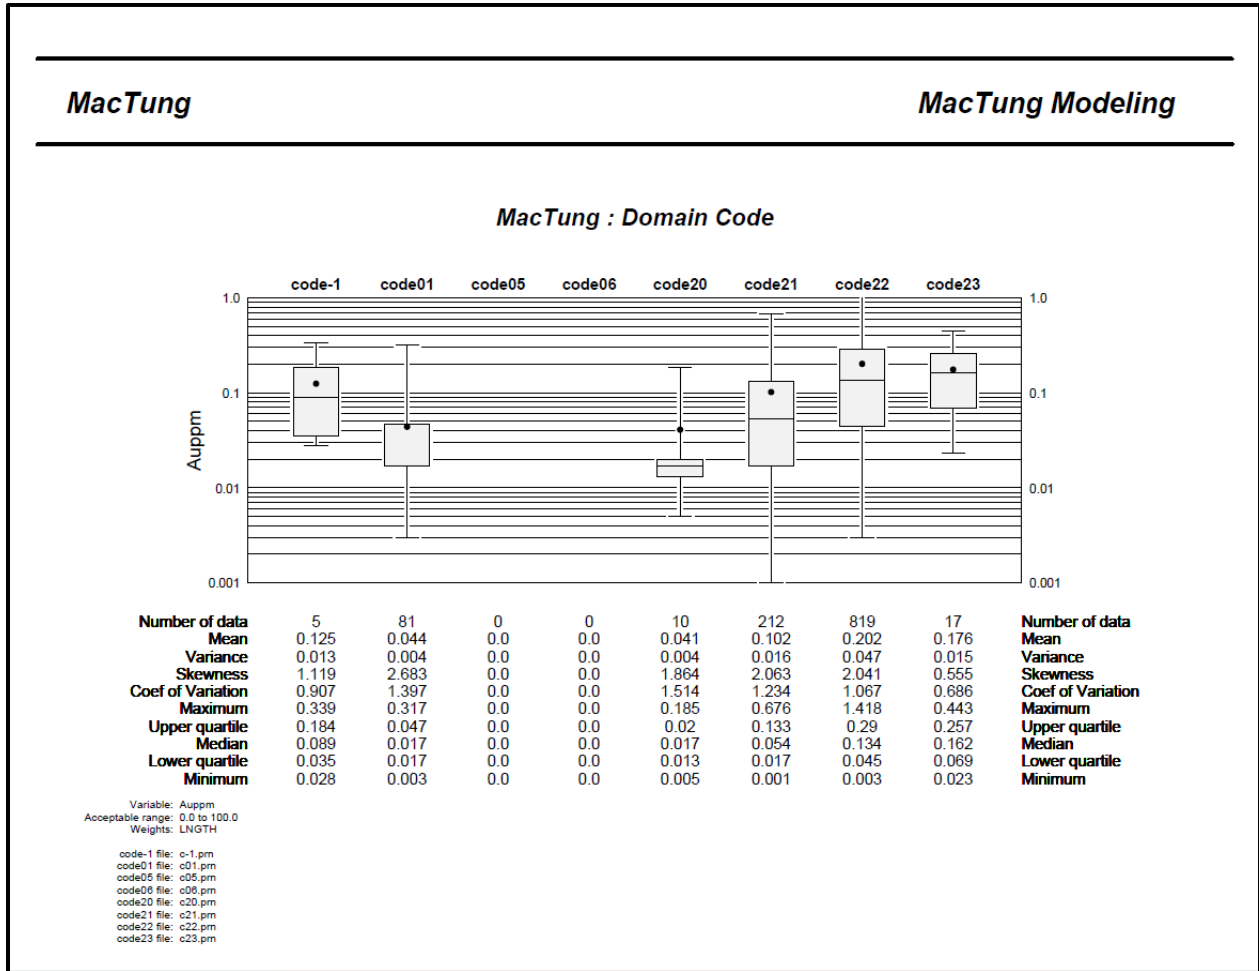 MacTung MacTung Modeling
MacTung : Domain Code
code-1 code01 code05 code06 code20 code21 code22 code23
1.0 1.0
0.1 0.1
Auppm
0.01 0.01
0.001 0.001
Number of data 5 81 0 0 10 212 819 17 Number of data
Mean 0.125 0.044 0.0 0.0 0.041 0.102 0.202 0.176 Mean
Variance 0.013 0.004 0.0 0.0 0.004 0.016 0.047 0.015 Variance
Skewness 1.119 2.683 0.0 0.0 1.864 2.063 2.041 0.555 Skewness
Coef of Variation 0.907 1.397 0.0 0.0 1.514 1.234 1.067 0.686 Coef of Variation
Maximum 0.339 0.317 0.0 0.0 0.185 0.676 1.418 0.443 Maximum
Upper quartile 0.184 0.047 0.0 0.0 0.02 0.133 0.29 0.257 Upper quartile
Median 0.089 0.017 0.0 0.0 0.017 0.054 0.134 0.162 Median
Lower quartile 0.035 0.017 0.0 0.0 0.013 0.017 0.045 0.069 Lower quartile
Minimum 0.028 0.003 0.0 0.0 0.005 0.001 0.003 0.023 Minimum
Variable: Auppm
Acceptable range: 0.0 to 100.0
Weights: LNGTH
code-1 file: c-1.prn
code01 file: c01.prn
code05 file: c05.prn
code06 file: c06.prn
code20 file: c20.prn
code21 file: c21.prn
code22 file: c22.prn
code23 file: c23.prn